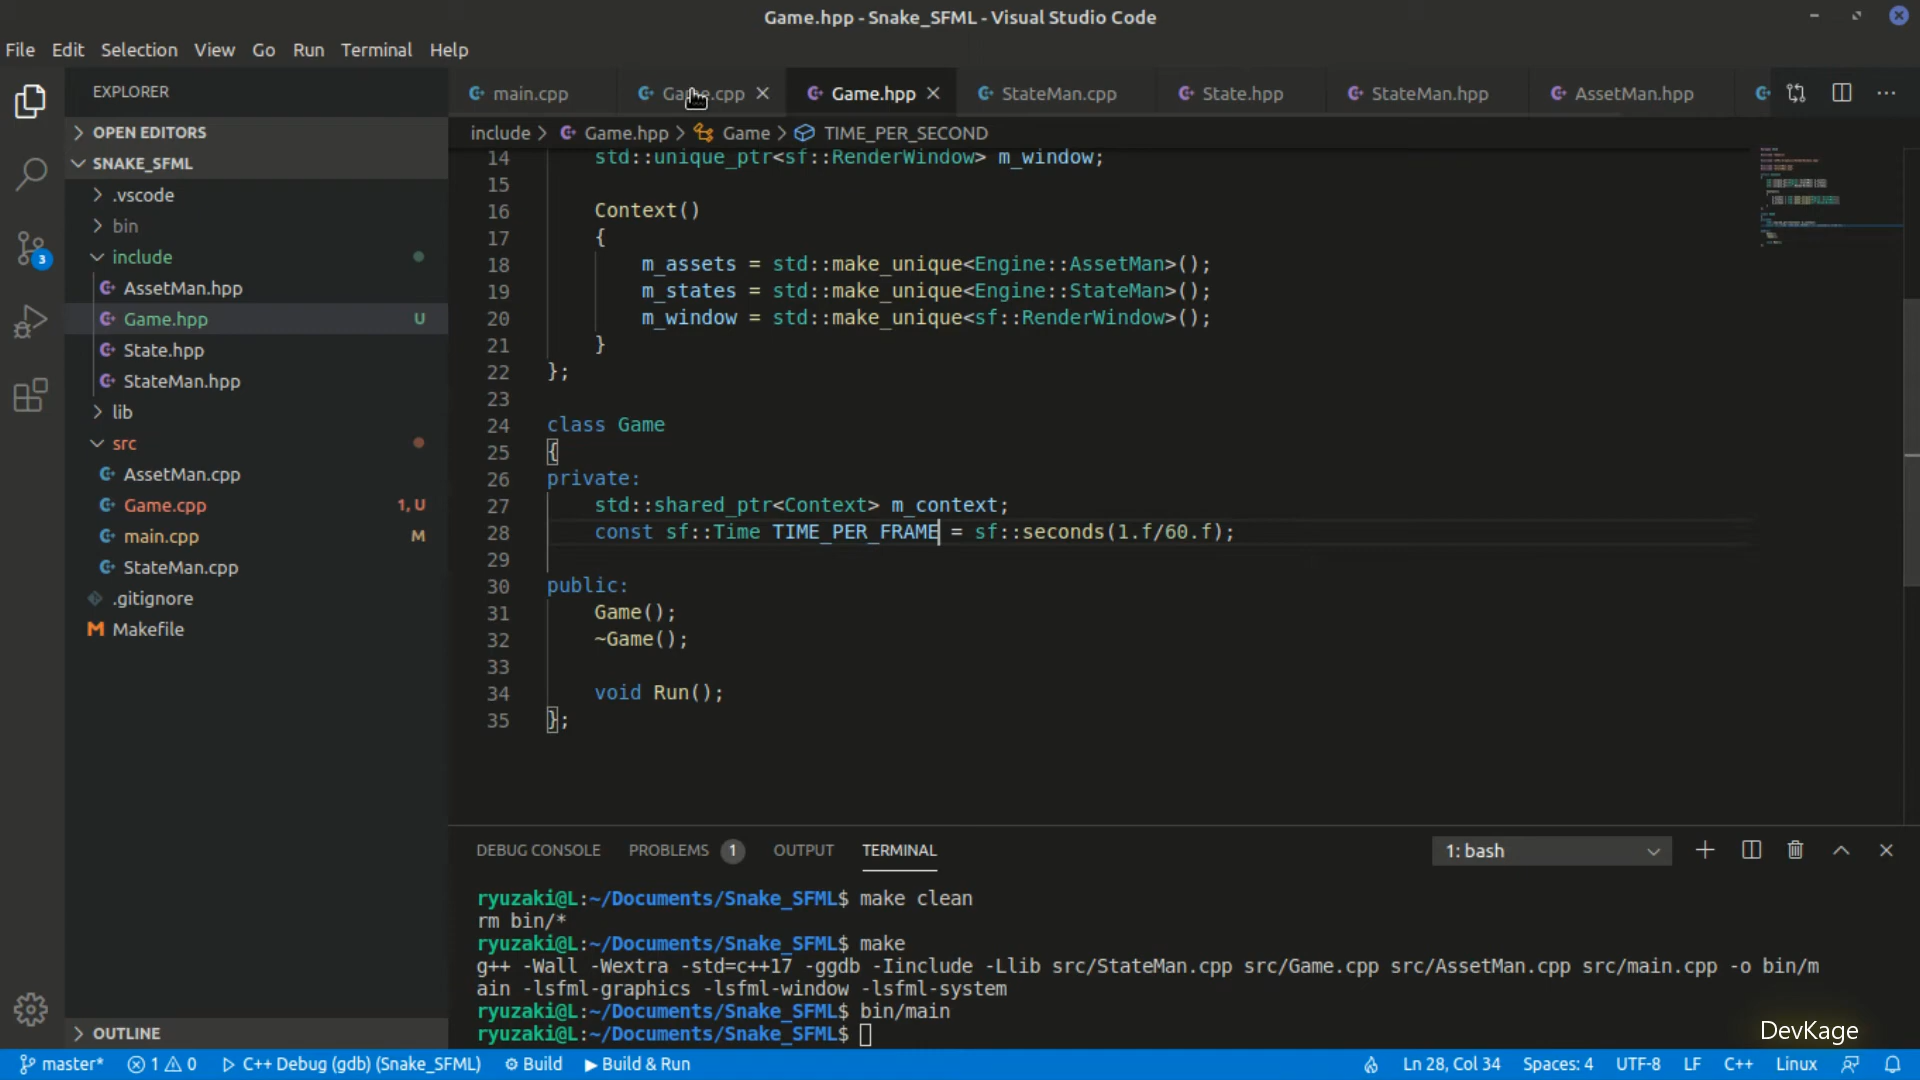 Game.hpp - Snake_SFML - Visual Studio Code
File Edit Selection View Go Run Terminal Help
EXPLORER
OPEN EDITORS
SNAKE_SFML
.vscode
bin
include
AssetMan.hpp
Game.hpp U
State.hpp
StateMan.hpp
lib
src
AssetMan.cpp
Game.cpp 1, U
main.cpp M
StateMan.cpp
.gitignore
Makefile
OUTLINE
3
main.cpp Game.cpp Game.hpp StateMan.cpp State.hpp StateMan.hpp AssetMan.hpp
include > Game.hpp > Game > TIME_PER_SECOND
14 std::unique_ptr<sf::RenderWindow> m_window;
15
16 Context()
17 {
18 m_assets = std::make_unique<Engine::AssetMan>();
19 m_states = std::make_unique<Engine::StateMan>();
20 m_window = std::make_unique<sf::RenderWindow>();
21 }
22 };
23
24 class Game
25 {
26 private:
27 std::shared_ptr<Context> m_context;
28 const sf::Time TIME_PER_FRAME = sf::seconds(1.f/60.f);
29
30 public:
31 Game();
32 ~Game();
33
34 void Run();
35 };
DEBUG CONSOLE PROBLEMS 1 OUTPUT TERMINAL 1: bash
ryuzaki@L:~/Documents/Snake_SFML$ make clean
rm bin/*
ryuzaki@L:~/Documents/Snake_SFML$ make
g++ -Wall -Wextra -std=c++17 -ggdb -Iinclude -Llib src/StateMan.cpp src/Game.cpp src/AssetMan.cpp src/main.cpp -o bin/m
ain -lsfml-graphics -lsfml-window -lsfml-system
ryuzaki@L:~/Documents/Snake_SFML$ bin/main
ryuzaki@L:~/Documents/Snake_SFML$
DevKage
master* 1 0 C++ Debug (gdb) (Snake_SFML) Build Build & Run Ln 28, Col 34 Spaces: 4 UTF-8 LF C++ Linux